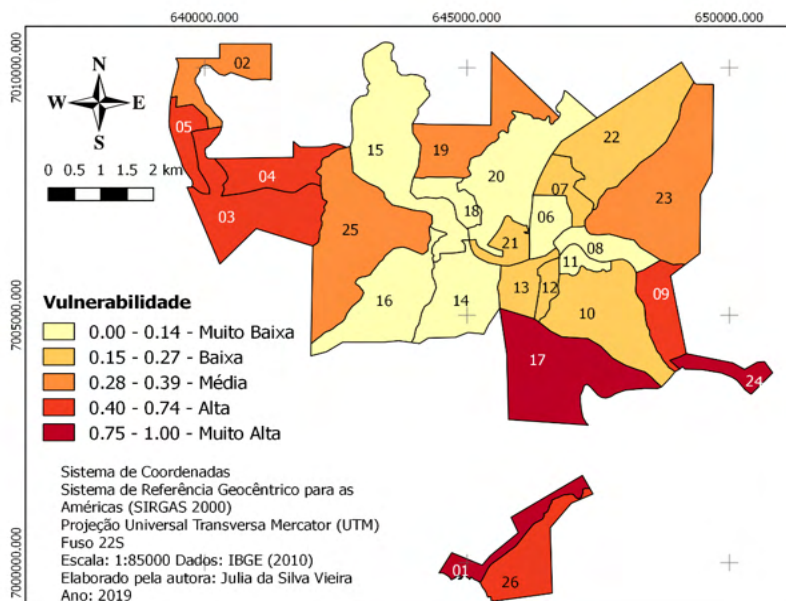 640000.000 645000.000 650000.000
7010000.000
7005000.000
7000000.000
N
W E
S
0 0.5 1 1.5 2 km
02
05
15
19
22
04
20
07
23
03
18
06
25
21
08
11
16
14
13
12
10
09
17
24
01
26
Vulnerabilidade
0.00 - 0.14 - Muito Baixa
0.15 - 0.27 - Baixa
0.28 - 0.39 - Média
0.40 - 0.74 - Alta
0.75 - 1.00 - Muito Alta
Sistema de Coordenadas
Sistema de Referência Geocêntrico para as
Américas (SIRGAS 2000)
Projeção Universal Transversa Mercator (UTM)
Fuso 22S
Escala: 1:85000 Dados: IBGE (2010)
Elaborado pela autora: Julia da Silva Vieira
Ano: 2019